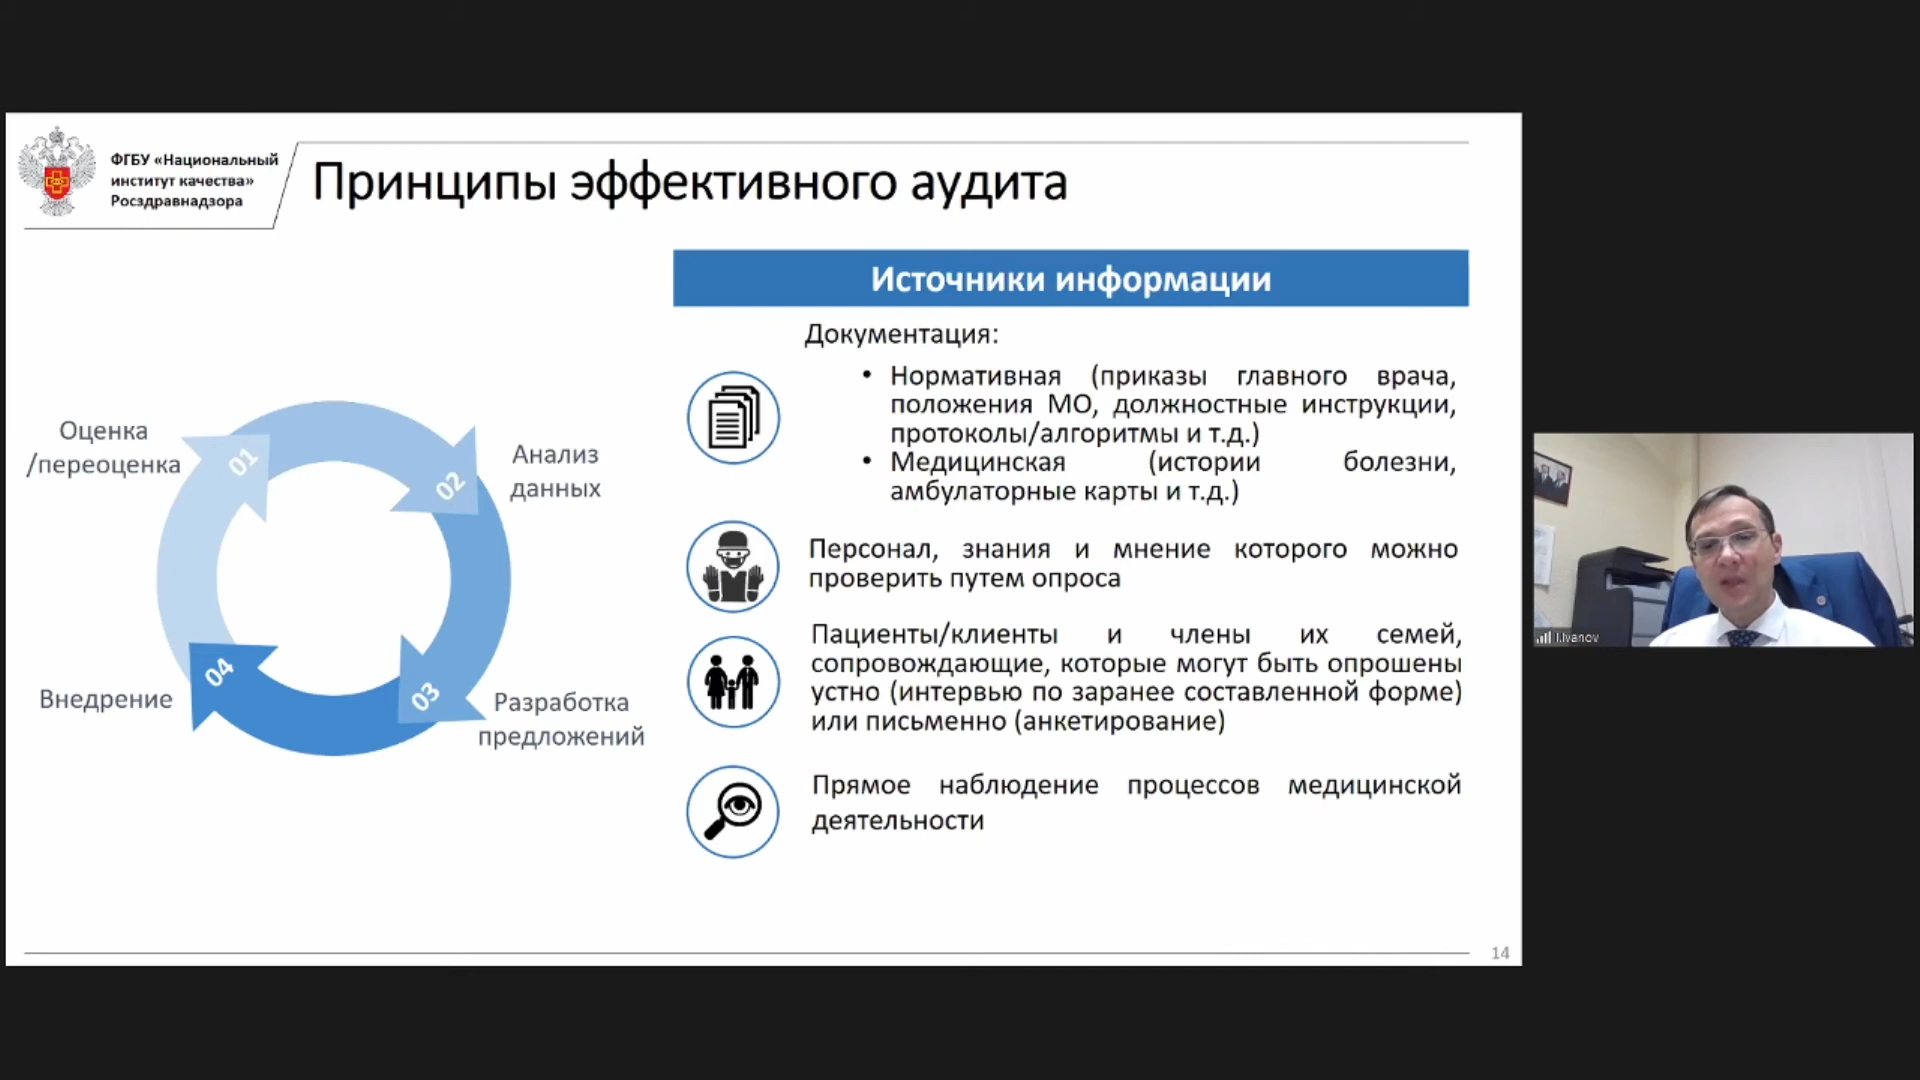 ФГБУ «Национальный
институт качества»
Росздравнадзора
Принципы эффективного аудита
Источники информации
Документация:
• Нормативная (приказы главного врача,
положения МО, должностные инструкции,
протоколы/алгоритмы и т.д.)
• Медицинская (истории болезни,
амбулаторные карты и т.д.)
Персонал, знания и мнение которого можно
проверить путем опроса
Пациенты/клиенты и члены их семей,
сопровождающие, которые могут быть опрошены
устно (интервью по заранее составленной форме)
или письменно (анкетирование)
Прямое наблюдение процессов медицинской
деятельности
Оценка
/переоценка
01
02
Анализ
данных
03
Разработка
предложений
04
Внедрение
14
I.Ivanov